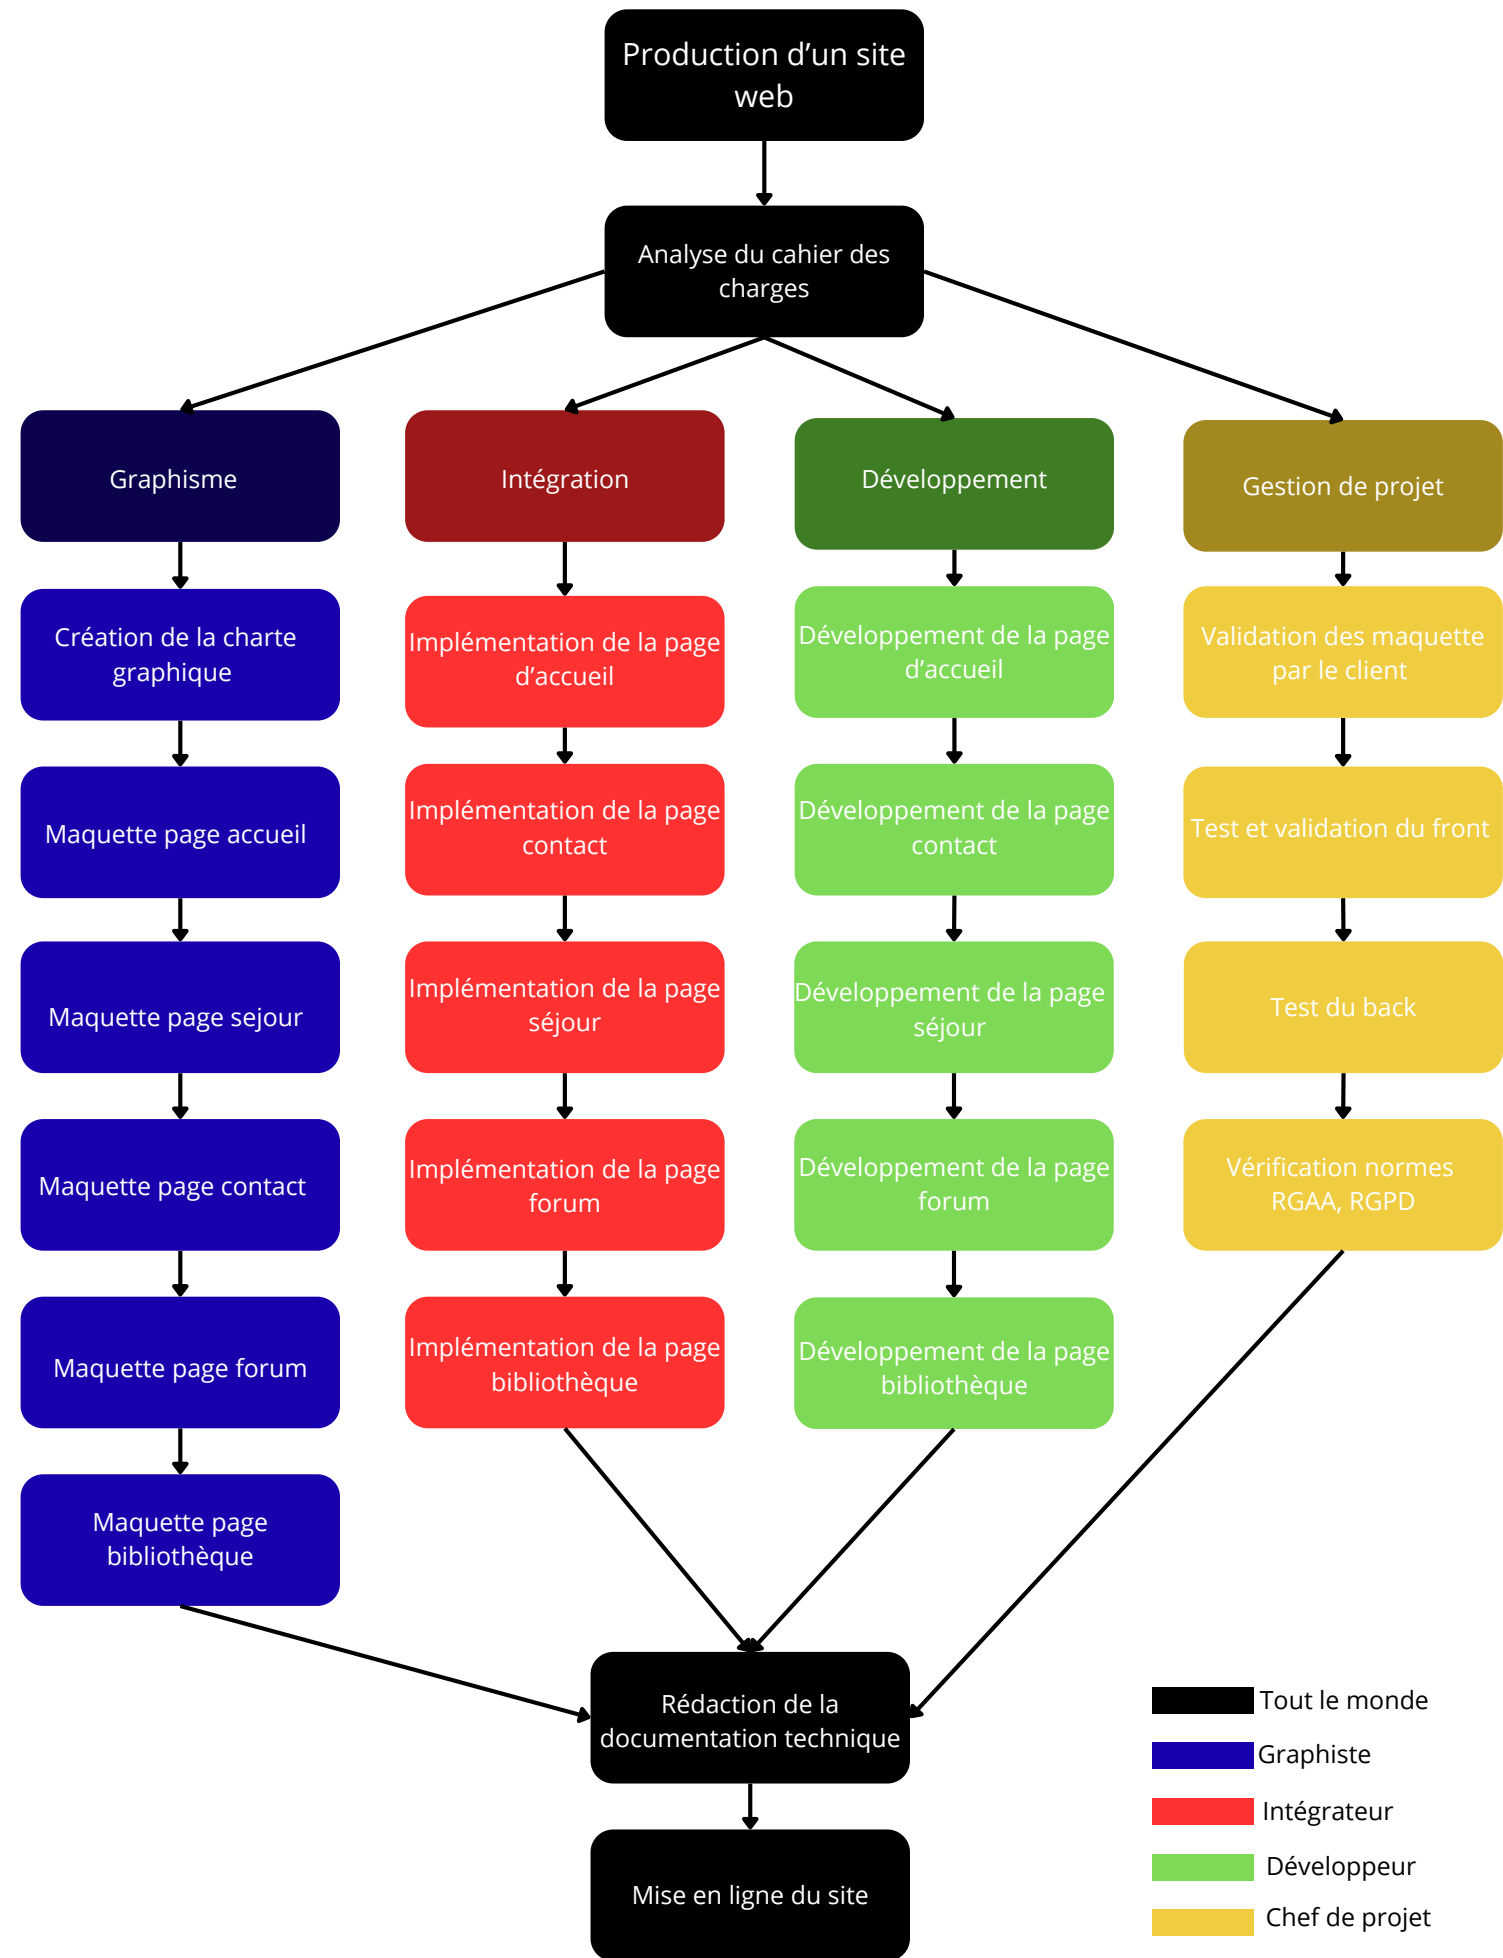 Production d’un site
web
Analyse du cahier des
charges
Graphisme
Intégration
Développement
Gestion de projet
Création de la charte
graphique
Implémentation de la page
d’accueil
Développement de la page
d’accueil
Validation des maquette
par le client
Maquette page accueil
Implémentation de la page
contact
Développement de la page
contact
Test et validation du front
Maquette page sejour
Implémentation de la page
séjour
Développement de la page
séjour
Test du back
Maquette page contact
Implémentation de la page
forum
Développement de la page
forum
Vérification normes
RGAA, RGPD
Maquette page forum
Implémentation de la page
bibliothèque
Développement de la page
bibliothèque
Maquette page
bibliothèque
Rédaction de la
documentation technique
Mise en ligne du site
Tout le monde
Graphiste
Intégrateur
Développeur
Chef de projet